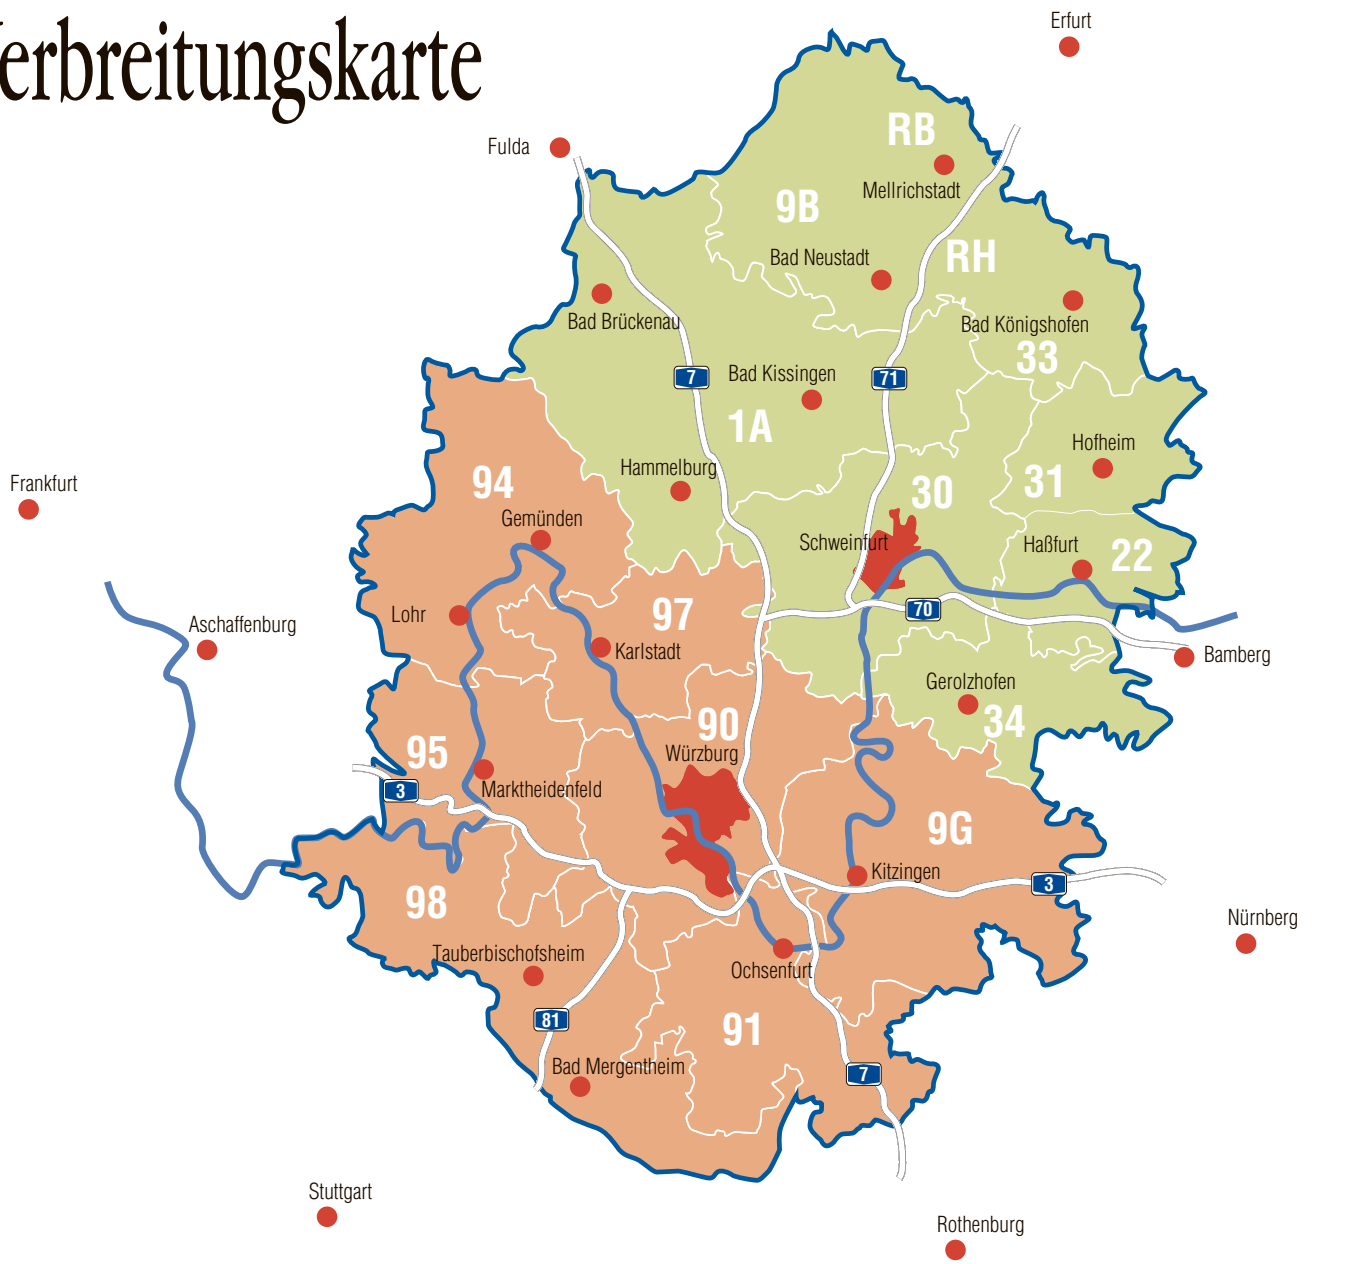 erbreitungskarte
Erfurt
Fulda
RB
Mellrichstadt
9B
Bad Neustadt
RH
Bad Brückenau
Bad Königshofen
33
7
Bad Kissingen
71
1A
Hofheim
Hammelburg
Frankfurt
94
30
31
Gemünden
Schweinfurt
Haßfurt
22
Lohr
97
70
Aschaffenburg
Karlstadt
Bamberg
Gerolzhofen
34
90
95
Würzburg
3
Marktheidenfeld
9G
Kitzingen
3
98
Nürnberg
Tauberbischofsheim
Ochsenfurt
81
91
Bad Mergentheim
7
Stuttgart
Rothenburg